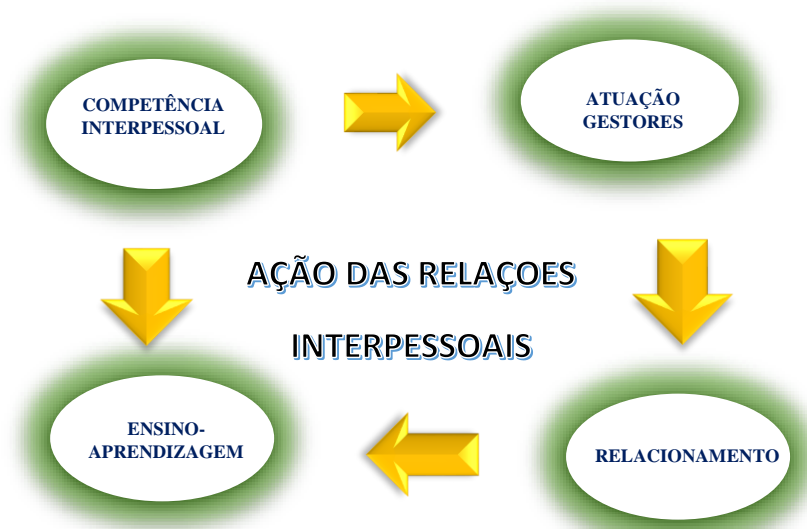 COMPETÊNCIA
INTERPESSOAL
ATUAÇÃO
GESTORES
AÇÃO DAS RELAÇOES
INTERPESSOAIS
ENSINO-
APRENDIZAGEM
RELACIONAMENTO